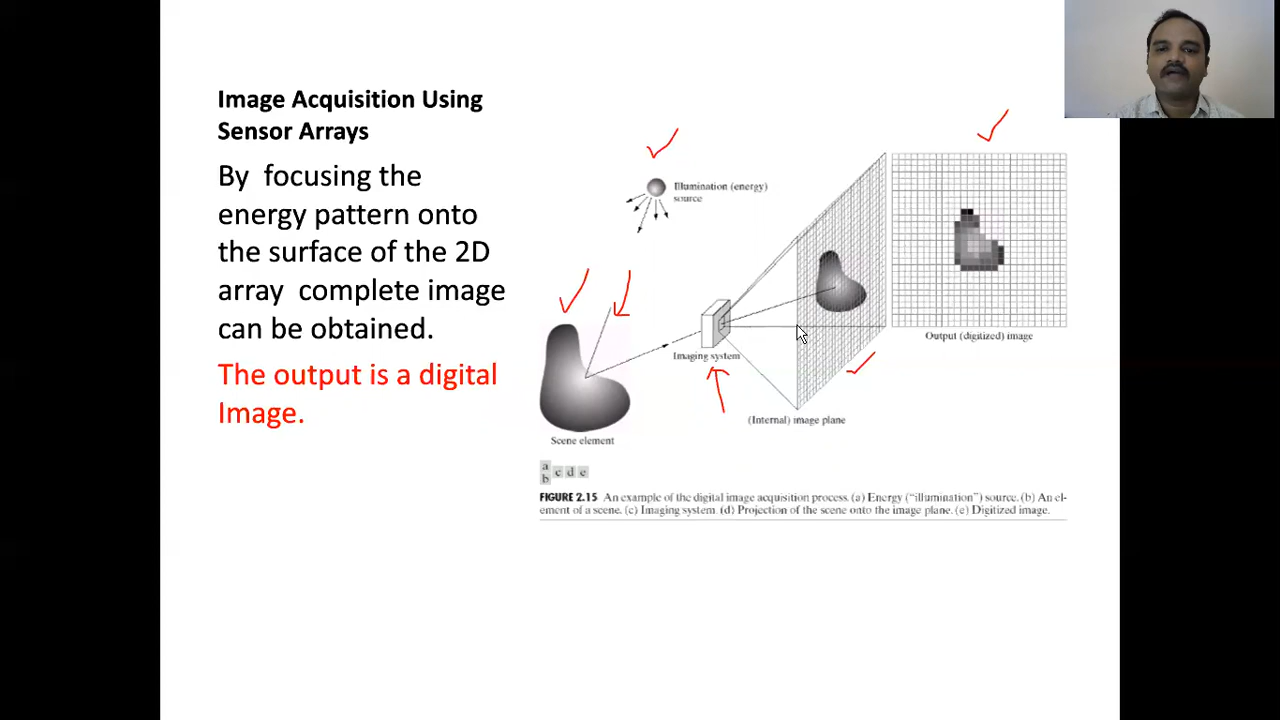 Image Acquisition Using
Sensor Arrays
By focusing the
energy pattern onto
the surface of the 2D
array complete image
can be obtained.
The output is a digital
Image.
Illumination (energy)
source
Output (digitized) image
Imaging system
(Internal) image plane
Scene element
a
b
c d e
FIGURE 2.15 An example of the digital image acquisition process. (a) Energy (“illumination”) source. (b) An el-
ement of a scene. (c) Imaging system. (d) Projection of the scene onto the image plane. (e) Digitized image.